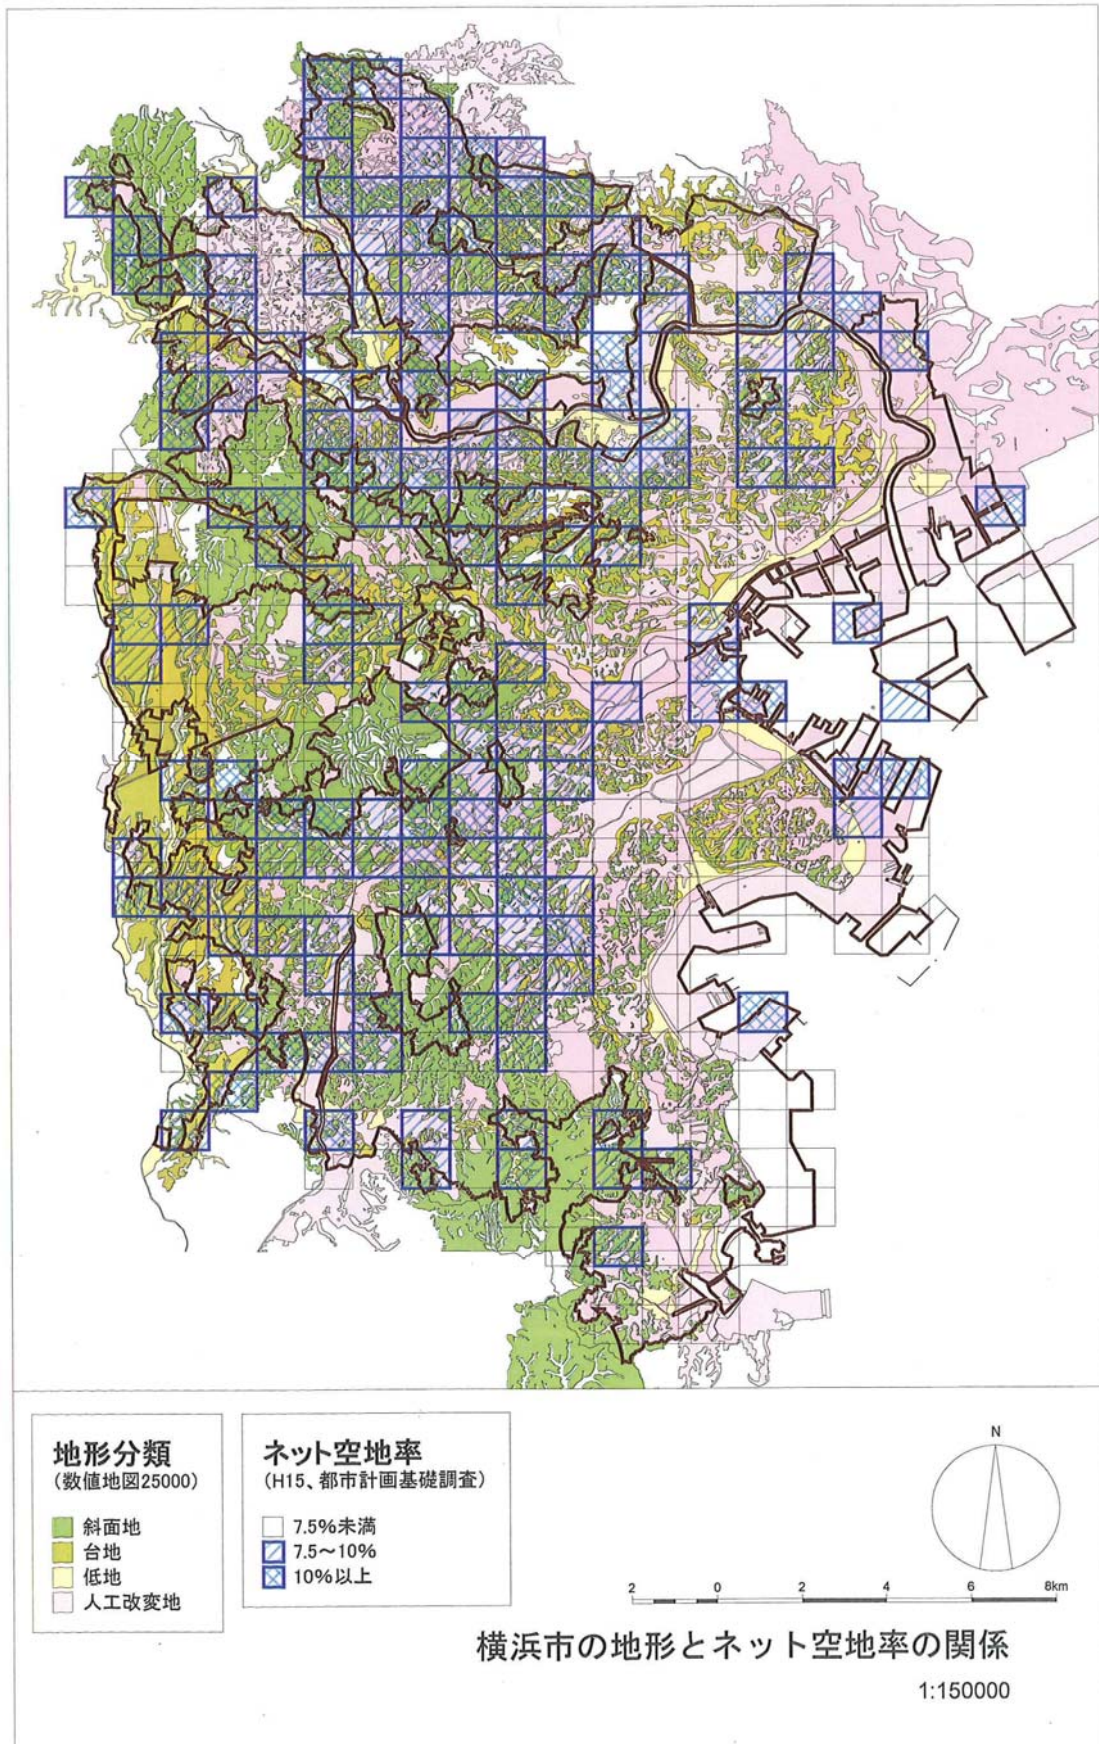 地形分類
(数値地図25000)
斜面地
台地
低地
人工改変地
ネット空地率
(H15、都市計画基礎調査)
7.5%未満
7.5～10%
10%以上
N
2 0 2 4 6 8km
横浜市の地形とネット空地率の関係
1:150000